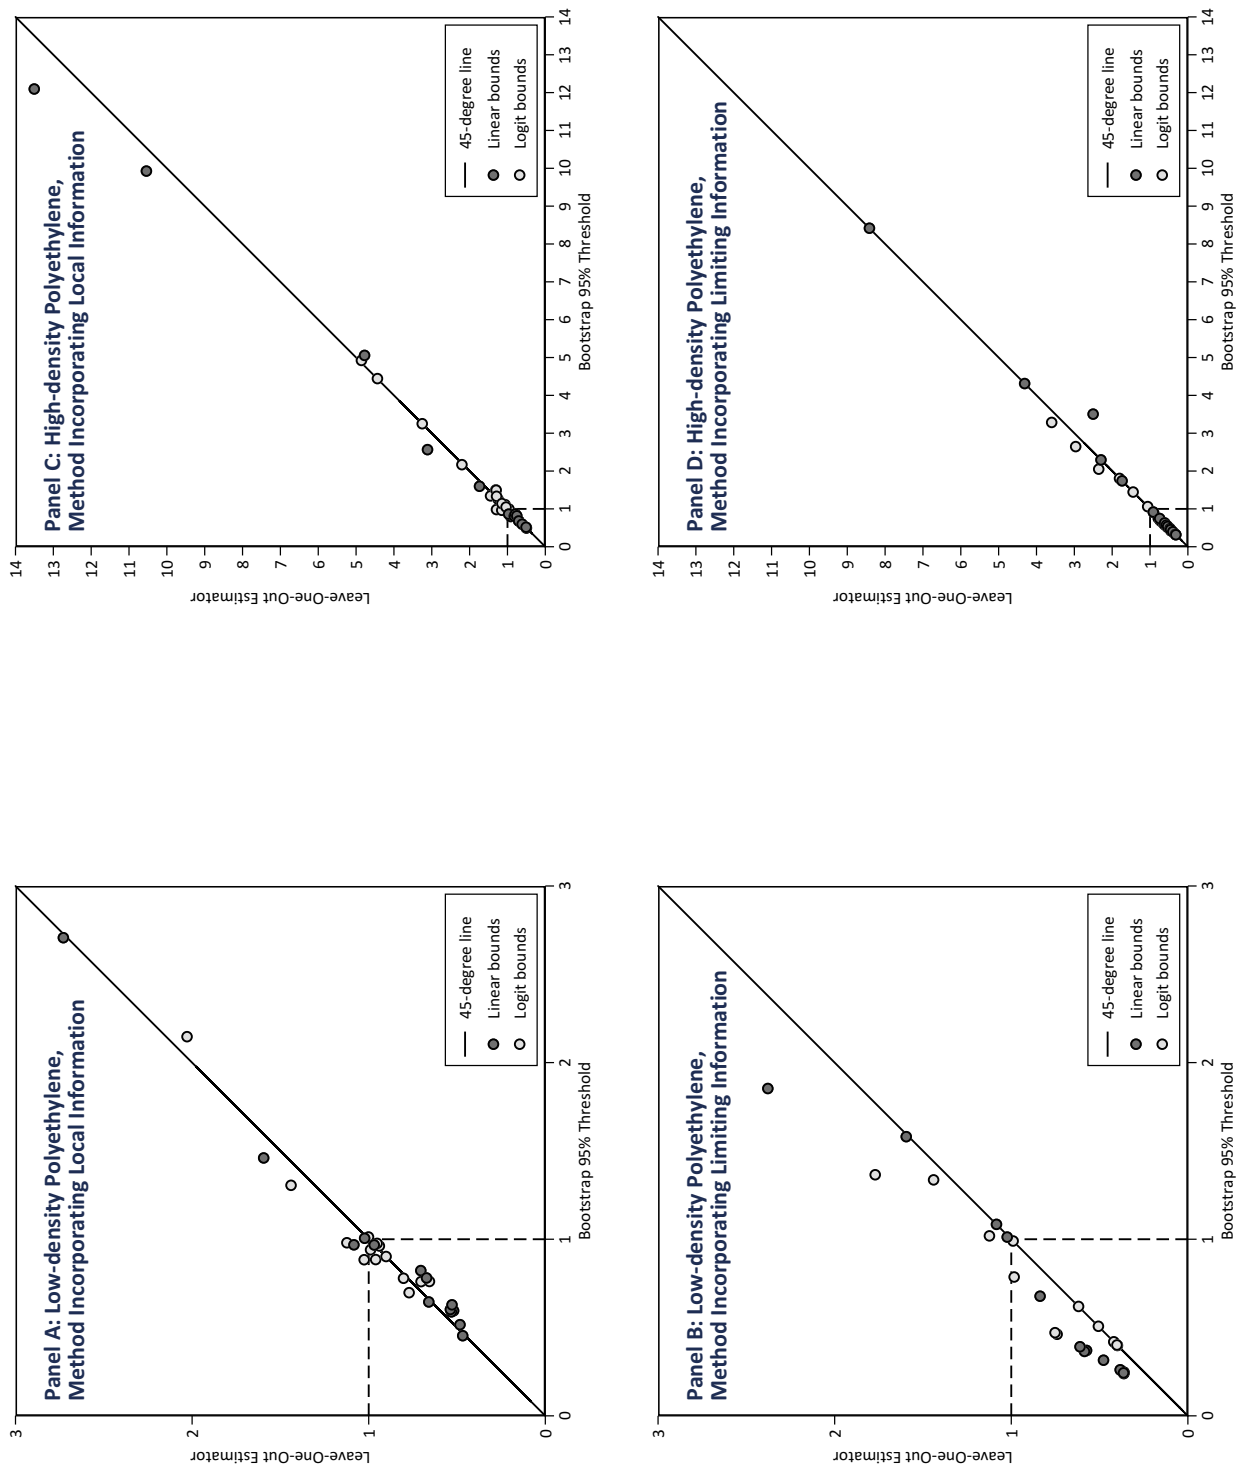 Panel A: Low-density Polyethylene,
Method Incorporating Local Information
Leave-One-Out Estimator
3
2
1
0
0
1
2
3
Bootstrap 95% Threshold
45-degree line
Linear bounds
Logit bounds
Panel B: Low-density Polyethylene,
Method Incorporating Limiting Information
Leave-One-Out Estimator
3
2
1
0
0
1
2
3
Bootstrap 95% Threshold
45-degree line
Linear bounds
Logit bounds
Panel C: High-density Polyethylene,
Method Incorporating Local Information
Leave-One-Out Estimator
14
13
12
11
10
9
8
7
6
5
4
3
2
1
0
0
1
2
3
4
5
6
7
8
9
10
11
12
13
14
Bootstrap 95% Threshold
45-degree line
Linear bounds
Logit bounds
Panel D: High-density Polyethylene,
Method Incorporating Limiting Information
Leave-One-Out Estimator
14
13
12
11
10
9
8
7
6
5
4
3
2
1
0
0
1
2
3
4
5
6
7
8
9
10
11
12
13
14
Bootstrap 95% Threshold
45-degree line
Linear bounds
Logit bounds